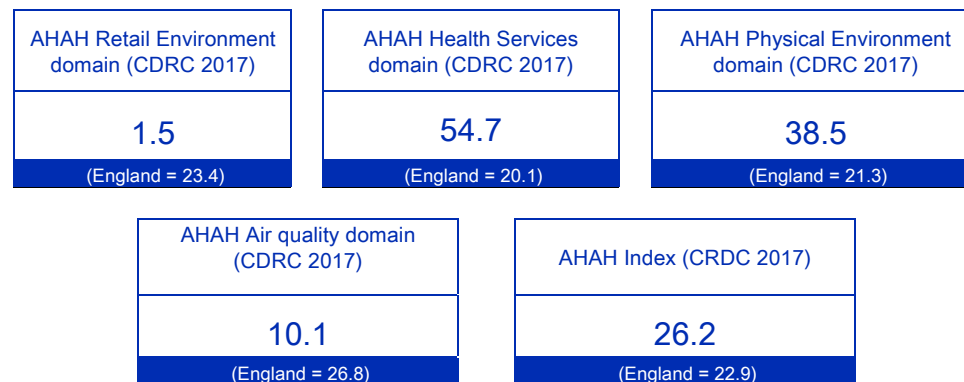 AHAH Retail Environment
domain (CDRC 2017)
1.5
(England = 23.4)
AHAH Health Services
domain (CDRC 2017)
54.7
(England = 20.1)
AHAH Physical Environment
domain (CDRC 2017)
38.5
(England = 21.3)
AHAH Air quality domain
(CDRC 2017)
10.1
(England = 26.8)
AHAH Index (CRDC 2017)
26.2
(England = 22.9)